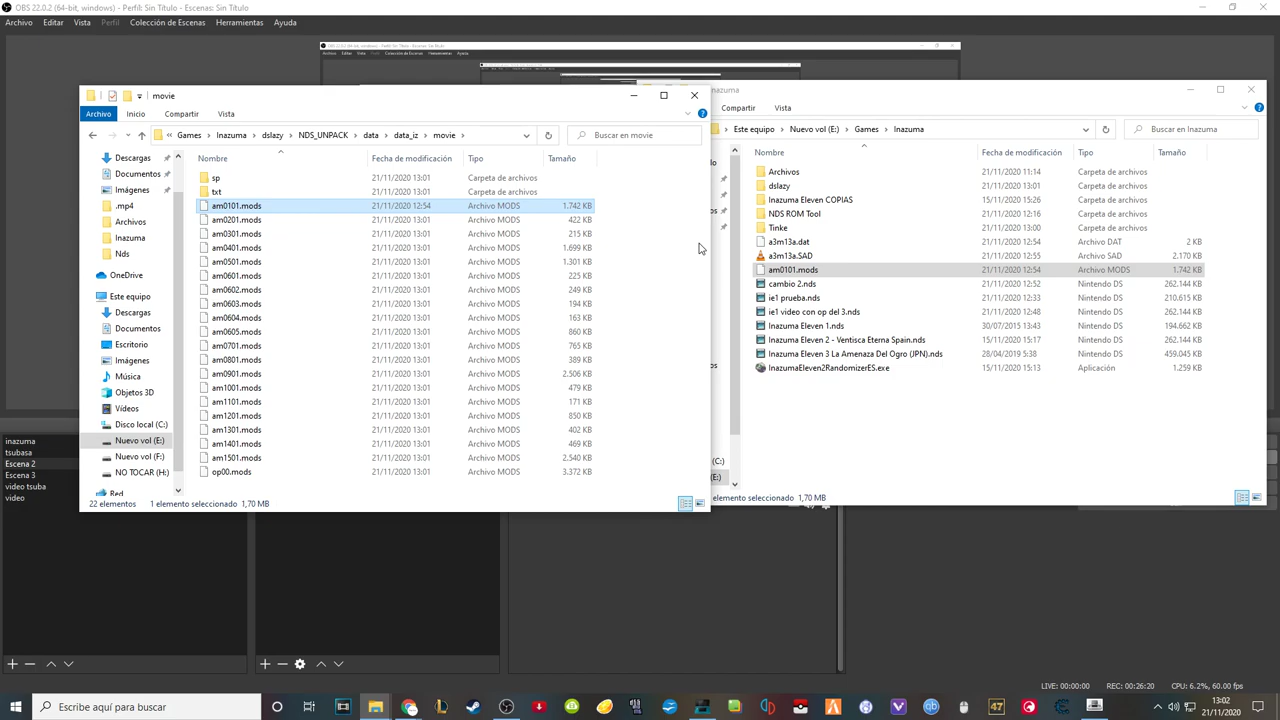 OBS 22.0.2 (64-bit, windows) - Perfil: Sin Título - Escenas: Sin Título
Archivo Editar Vista Perfil Colección de Escenas Herramientas Ayuda
movie
Archivo Inicio Compartir Vista
Games Inazuma dslazy NDS_UNPACK data data_iz movie
Buscar en movie
Descargas
Documentos
Imágenes
.mp4
Archivos
Inazuma
Nds
OneDrive
Este equipo
Descargas
Documentos
Escritorio
Imágenes
Música
Objetos 3D
Vídeos
Disco local (C:)
Nuevo vol (E:)
Nuevo vol (F:)
NO TOCAR (H:)
Red
Nombre Fecha de modificación Tipo Tamaño
sp 21/11/2020 13:01 Carpeta de archivos
txt 21/11/2020 13:01 Carpeta de archivos
am0101.mods 21/11/2020 12:54 Archivo MODS 1.742 KB
am0201.mods 21/11/2020 13:01 Archivo MODS 422 KB
am0301.mods 21/11/2020 13:01 Archivo MODS 215 KB
am0401.mods 21/11/2020 13:01 Archivo MODS 1.699 KB
am0501.mods 21/11/2020 13:01 Archivo MODS 1.301 KB
am0601.mods 21/11/2020 13:01 Archivo MODS 225 KB
am0602.mods 21/11/2020 13:01 Archivo MODS 249 KB
am0603.mods 21/11/2020 13:01 Archivo MODS 194 KB
am0604.mods 21/11/2020 13:01 Archivo MODS 163 KB
am0605.mods 21/11/2020 13:01 Archivo MODS 860 KB
am0701.mods 21/11/2020 13:01 Archivo MODS 765 KB
am0801.mods 21/11/2020 13:01 Archivo MODS 389 KB
am0901.mods 21/11/2020 13:01 Archivo MODS 2.506 KB
am1001.mods 21/11/2020 13:01 Archivo MODS 479 KB
am1101.mods 21/11/2020 13:01 Archivo MODS 171 KB
am1201.mods 21/11/2020 13:01 Archivo MODS 850 KB
am1301.mods 21/11/2020 13:01 Archivo MODS 402 KB
am1401.mods 21/11/2020 13:01 Archivo MODS 469 KB
am1501.mods 21/11/2020 13:01 Archivo MODS 2.540 KB
op00.mods 21/11/2020 13:01 Archivo MODS 3.372 KB
22 elementos 1 elemento seleccionado 1,70 MB
Inazuma
Compartir Vista
Este equipo Nuevo vol (E:) Games Inazuma
Buscar en Inazuma
Nombre Fecha de modificación Tipo Tamaño
Archivos 21/11/2020 11:14 Carpeta de archivos
dslazy 21/11/2020 13:01 Carpeta de archivos
Inazuma Eleven COPIAS 15/11/2020 15:26 Carpeta de archivos
NDS ROM Tool 21/11/2020 12:16 Carpeta de archivos
Tinke 21/11/2020 13:00 Carpeta de archivos
a3m13a.dat 21/11/2020 12:54 Archivo DAT 2 KB
a3m13a.SAD 21/11/2020 12:55 Archivo SAD 2.170 KB
am0101.mods 21/11/2020 12:54 Archivo MODS 1.742 KB
cambio 2.nds 21/11/2020 12:52 Nintendo DS 262.144 KB
ie1 prueba.nds 21/11/2020 12:33 Nintendo DS 210.615 KB
ie1 video con op del 3.nds 21/11/2020 12:48 Nintendo DS 262.144 KB
Inazuma Eleven 1.nds 30/07/2015 13:43 Nintendo DS 194.662 KB
Inazuma Eleven 2 - Ventisca Eterna Spain.nds 15/11/2020 15:17 Nintendo DS 262.144 KB
Inazuma Eleven 3 La Amenaza Del Ogro (JPN).nds 28/04/2019 5:38 Nintendo DS 459.045 KB
InazumaEleven2RandomizerES.exe 15/11/2020 15:13 Aplicación 1.259 KB
(C:)
(E:)
elemento seleccionado 1,70 MB
inazuma
tsubasa
Escena 2
Escena 3
video tsuba
video
LIVE: 00:00:00 REC: 00:26:20 CPU: 6.2%, 60.00 fps
Escribe aquí para buscar
47
13:02
21/11/2020